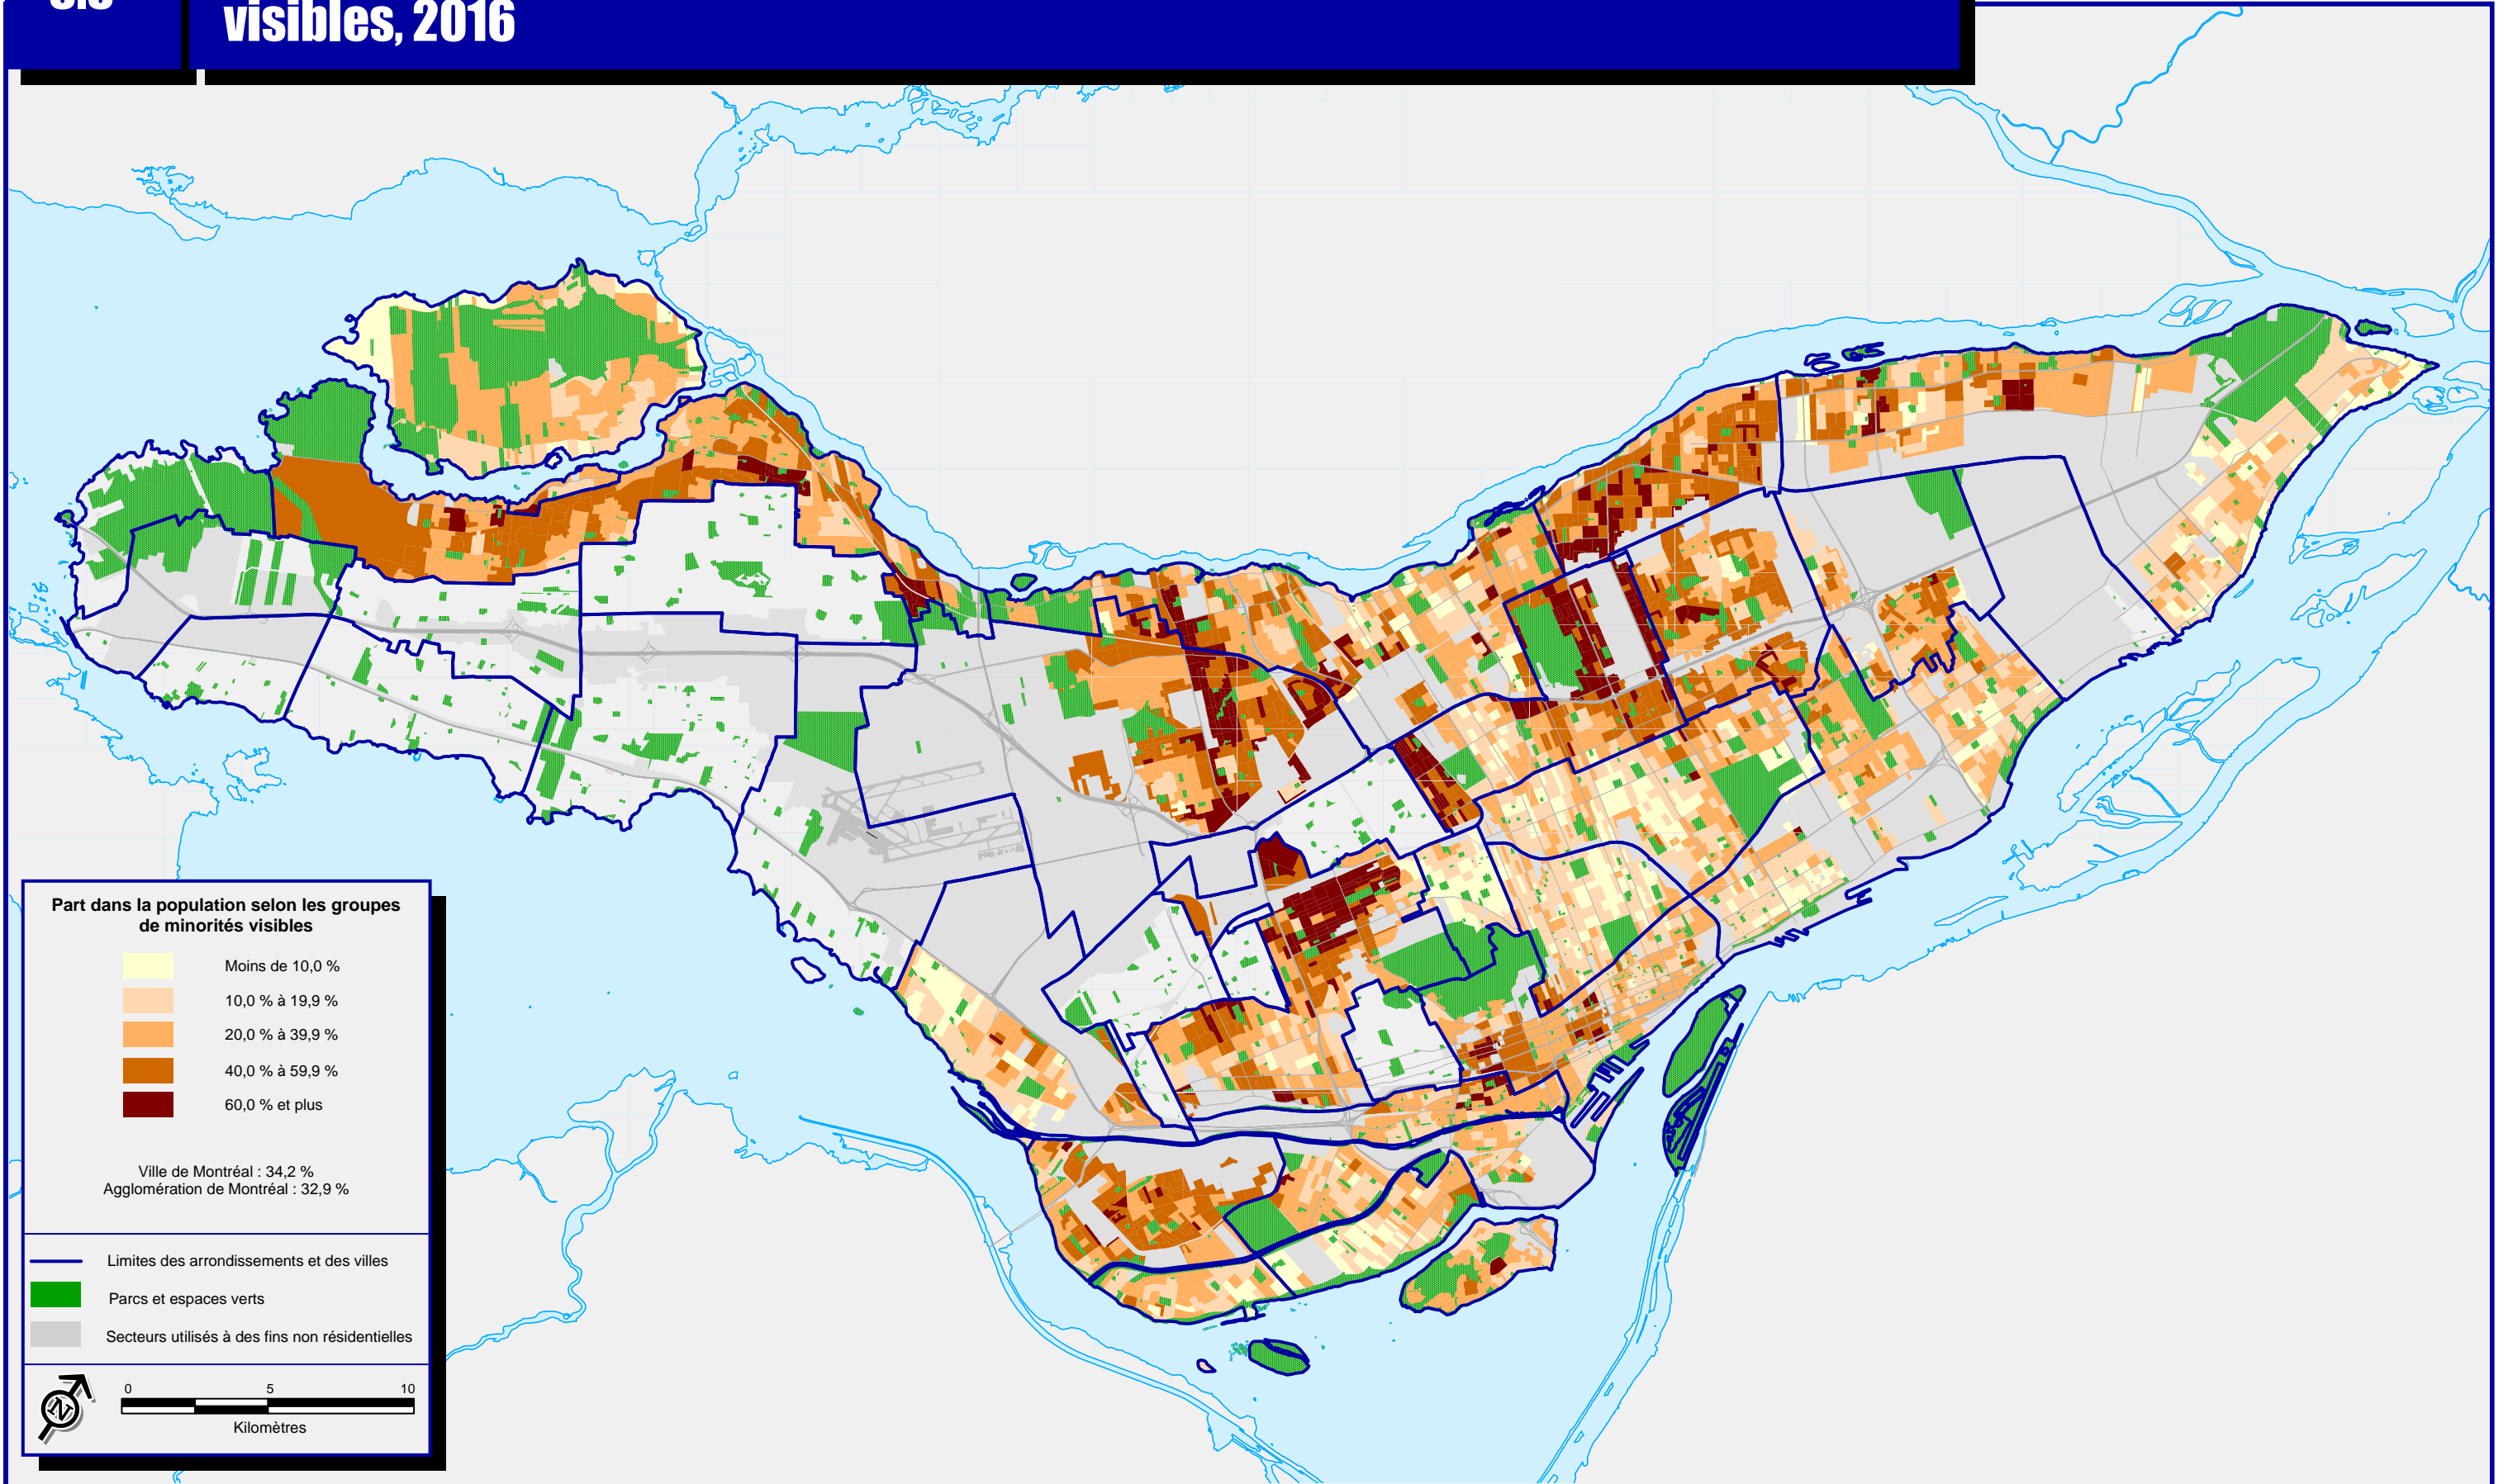 visibles, 2016
Part dans la population selon les groupes
de minorités visibles
Moins de 10,0 %
10,0 % à 19,9 %
20,0 % à 39,9 %
40,0 % à 59,9 %
60,0 % et plus
Ville de Montréal : 34,2 %
Agglomération de Montréal : 32,9 %
Limites des arrondissements et des villes
Parcs et espaces verts
Secteurs utilisés à des fins non résidentielles
N
0 5 10
Kilomètres